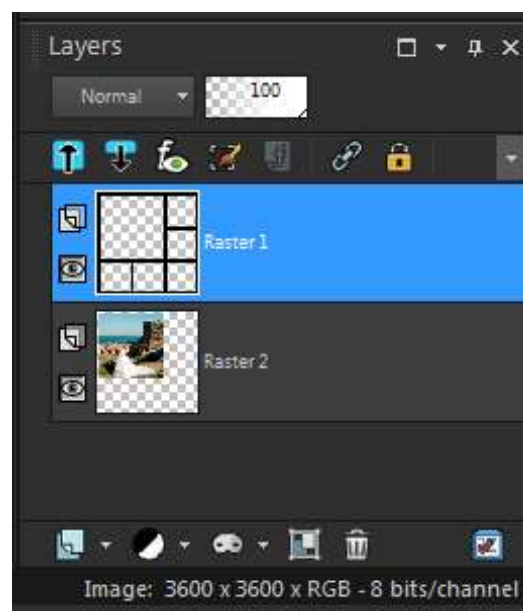 Layers
Normal 100
Raster 1
Raster 2
Image: 3600 x 3600 x RGB - 8 bits/channel